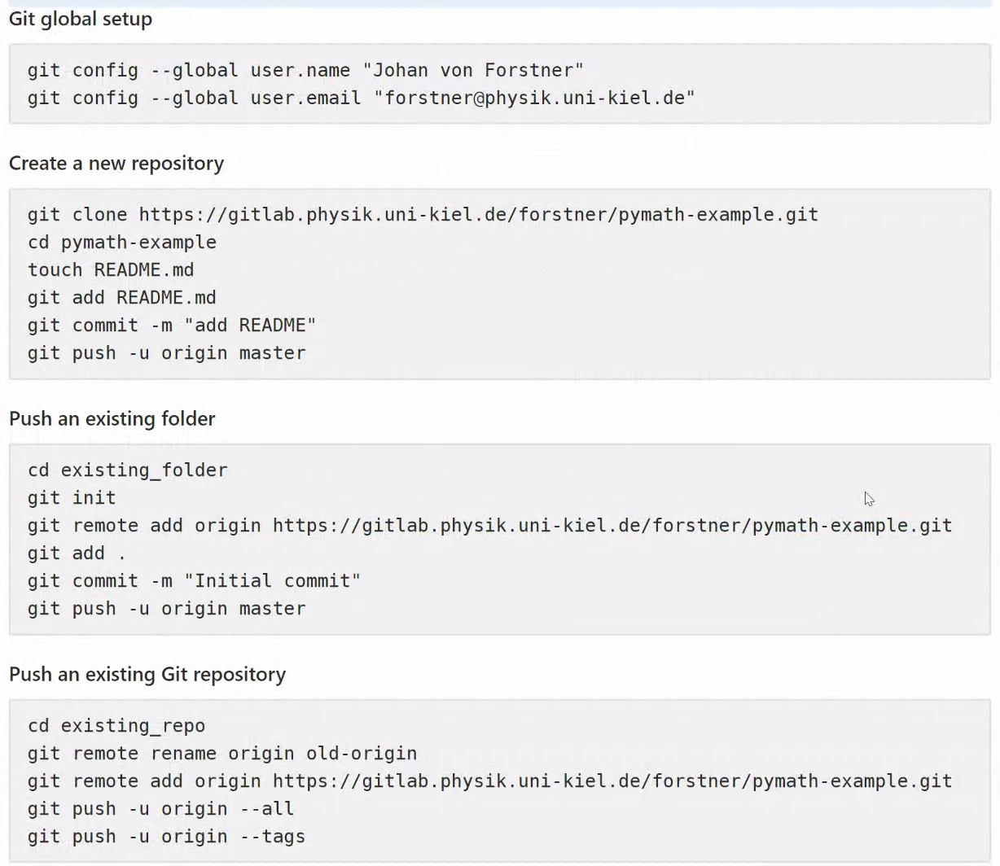 Git global setup
git config --global user.name "Johan von Forstner"
git config --global user.email "forstner@physik.uni-kiel.de"
Create a new repository
git clone https://gitlab.physik.uni-kiel.de/forstner/pymath-example.git
cd pymath-example
touch README.md
git add README.md
git commit -m "add README"
git push -u origin master
Push an existing folder
cd existing_folder
git init
git remote add origin https://gitlab.physik.uni-kiel.de/forstner/pymath-example.git
git add .
git commit -m "Initial commit"
git push -u origin master
Push an existing Git repository
cd existing_repo
git remote rename origin old-origin
git remote add origin https://gitlab.physik.uni-kiel.de/forstner/pymath-example.git
git push -u origin --all
git push -u origin --tags